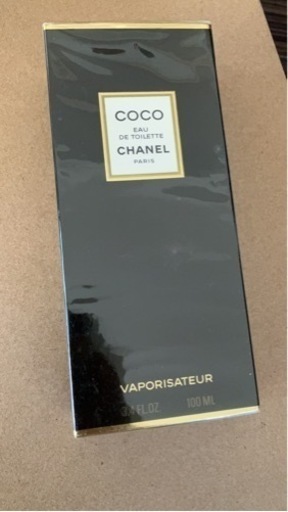 COCO
EAU
DE TOILETTE
CHANEL
PARIS
VAPORISATEUR
3.4 FL.OZ 100 ML